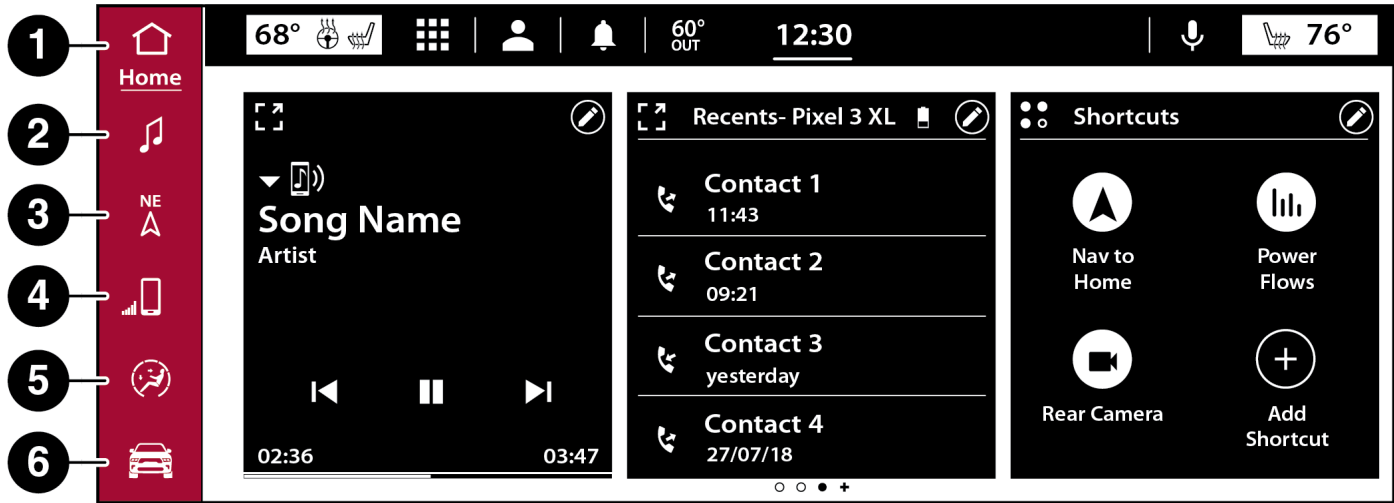 1
Home
2
3
NE
4
5
6
68°
60°
OUT
12:30
76°
Song Name
Artist
02:36
03:47
Recents- Pixel 3 XL
Contact 1
11:43
Contact 2
09:21
Contact 3
yesterday
Contact 4
27/07/18
Shortcuts
Nav to
Home
Power
Flows
Rear Camera
Add
Shortcut